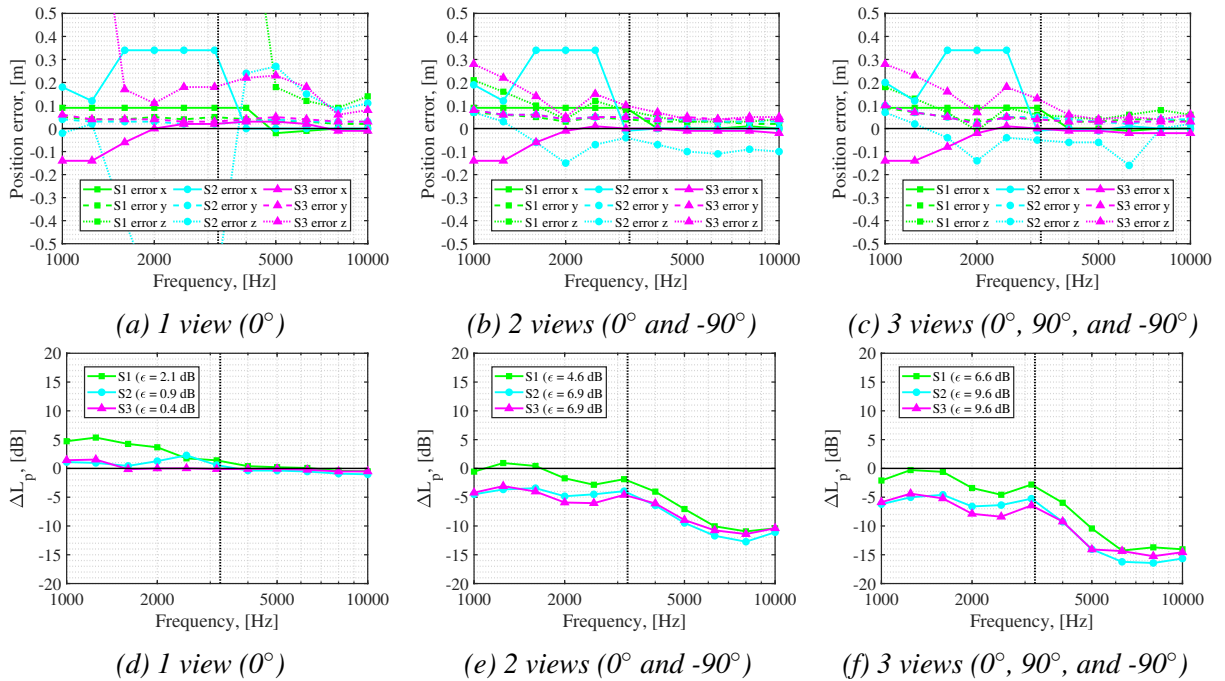 0.5
0.4
0.3
0.2
0.1
0
-0.1
-0.2
-0.3
-0.4
-0.5
Position error, [m]
S1 error x S2 error x S3 error x
S1 error y S2 error y S3 error y
S1 error z S2 error z S3 error z
1000 2000 5000 10000
Frequency, [Hz]
(a) 1 view (0°)
0.5
0.4
0.3
0.2
0.1
0
-0.1
-0.2
-0.3
-0.4
-0.5
Position error, [m]
S1 error x S2 error x S3 error x
S1 error y S2 error y S3 error y
S1 error z S2 error z S3 error z
1000 2000 5000 10000
Frequency, [Hz]
(b) 2 views (0° and -90°)
0.5
0.4
0.3
0.2
0.1
0
-0.1
-0.2
-0.3
-0.4
-0.5
Position error, [m]
S1 error x S2 error x S3 error x
S1 error y S2 error y S3 error y
S1 error z S2 error z S3 error z
1000 2000 5000 10000
Frequency, [Hz]
(c) 3 views (0°, 90°, and -90°)
20
15
10
5
0
-5
-10
-15
-20
ΔLp, [dB]
S1 (ϵ = 2.1 dB
S2 (ϵ = 0.9 dB
S3 (ϵ = 0.4 dB
1000 2000 5000 10000
Frequency, [Hz]
(d) 1 view (0°)
20
15
10
5
0
-5
-10
-15
-20
ΔLp, [dB]
S1 (ϵ = 4.6 dB
S2 (ϵ = 6.9 dB
S3 (ϵ = 6.9 dB
1000 2000 5000 10000
Frequency, [Hz]
(e) 2 views (0° and -90°)
20
15
10
5
0
-5
-10
-15
-20
ΔLp, [dB]
S1 (ϵ = 6.6 dB
S2 (ϵ = 9.6 dB
S3 (ϵ = 9.6 dB
1000 2000 5000 10000
Frequency, [Hz]
(f) 3 views (0°, 90°, and -90°)